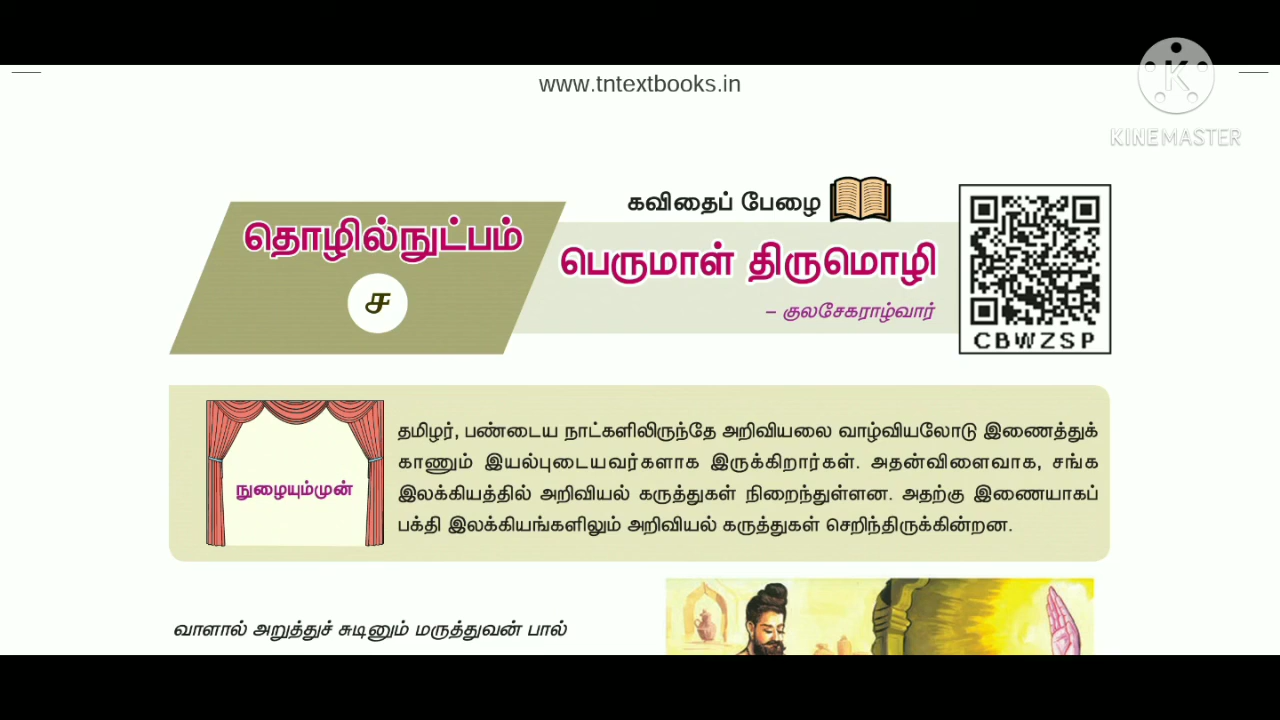 www.tntextbooks.in
KINEMASTER
தொழில்நுட்பம்
௪
கவிதைப் பேழை
பெருமாள் திருமொழி
– குலசேகராழ்வார்
CBWZSP
நுழையும்முன்
தமிழர், பண்டைய நாட்களிலிருந்தே அறிவியலை வாழ்வியலோடு இணைத்துக்
காணும் இயல்புடையவர்களாக இருக்கிறார்கள். அதன்விளைவாக, சங்க
இலக்கியத்தில் அறிவியல் கருத்துகள் நிறைந்துள்ளன. அதற்கு இணையாகப்
பக்தி இலக்கியங்களிலும் அறிவியல் கருத்துகள் செறிந்திருக்கின்றன.
வாளால் அறுத்துச் சுடினும் மருத்துவன் பால்